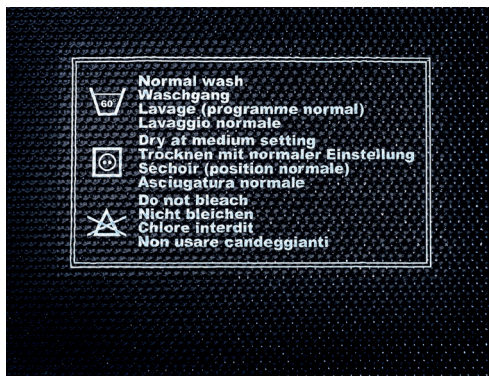 60°
Normal wash
Waschgang
Lavage (programme normal)
Lavaggio normale
Dry at medium setting
Trocknen mit normaler Einstellung
Séchoir (position normale)
Asciugatura normale
Do not bleach
Nicht bleichen
Chlore interdit
Non usare candeggianti